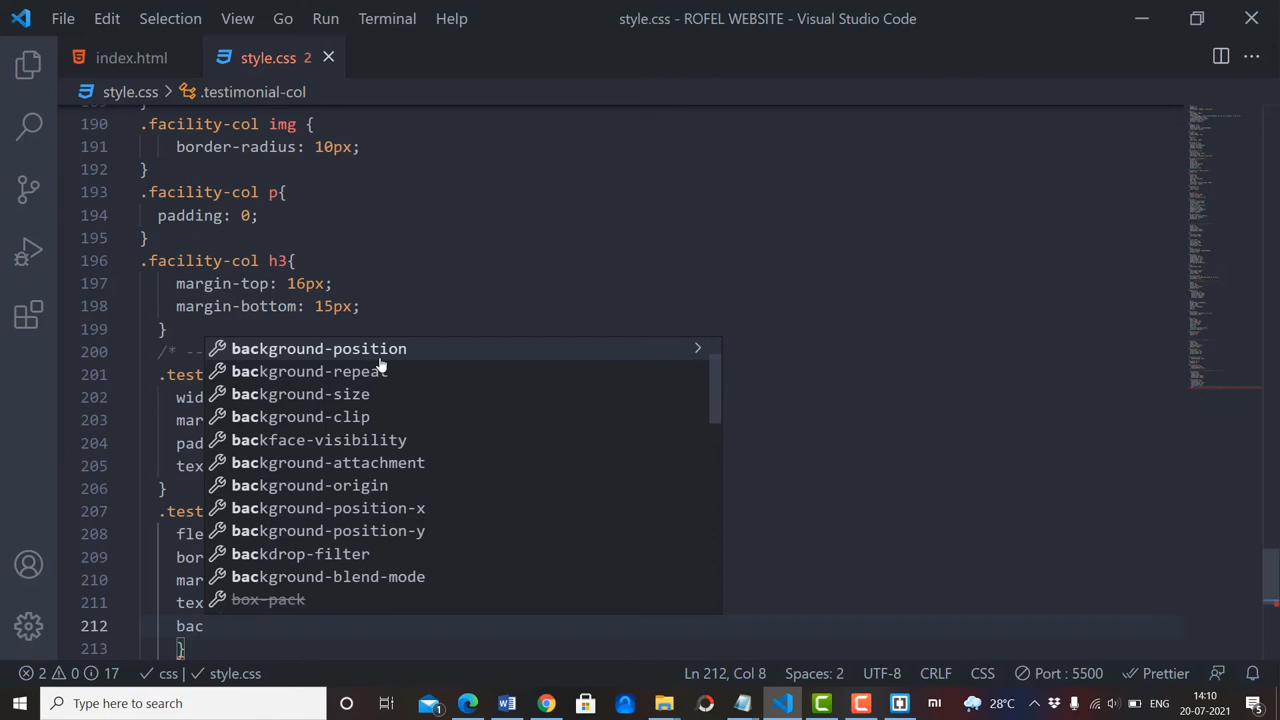 File Edit Selection View Go Run Terminal Help style.css - ROFEL WEBSITE - Visual Studio Code
index.html style.css 2
style.css > .testimonial-col
190 .facility-col img {
191 border-radius: 10px;
192 }
193 .facility-col p{
194 padding: 0;
195 }
196 .facility-col h3{
197 margin-top: 16px;
198 margin-bottom: 15px;
199 }
200 /* --
201 .test
202 wid
203 mar
204 pad
205 tex
206 }
207 .test
208 fle
209 bor
210 mar
211 tex
212 bac
213 }
background-position
background-repeat
background-size
background-clip
backface-visibility
background-attachment
background-origin
background-position-x
background-position-y
backdrop-filter
background-blend-mode
box-pack
2 0 17 css style.css Ln 212, Col 8 Spaces: 2 UTF-8 CRLF CSS Port : 5500 Prettier
Type here to search 1 28°C ENG 14:10
20-07-2021 5